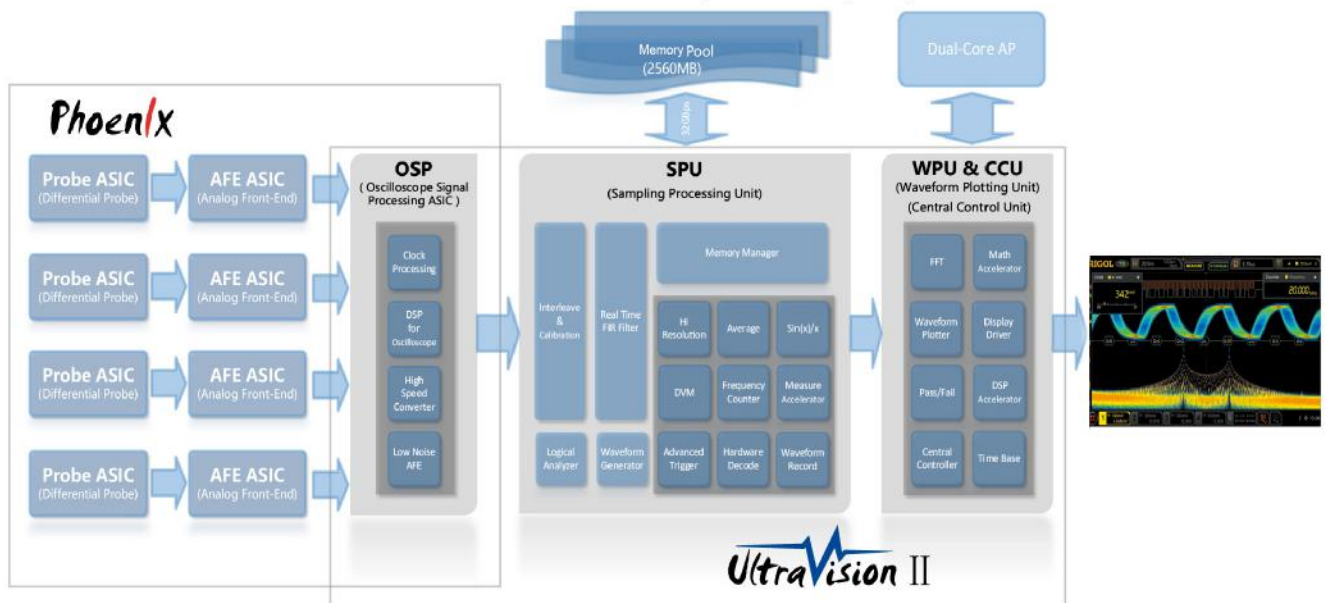 Memory Pool
(2560MB)
Dual-Core AP
32GBps
Phoenix
Probe ASIC
(Differential Probe)
AFE ASIC
(Analog Front-End)
Probe ASIC
(Differential Probe)
AFE ASIC
(Analog Front-End)
Probe ASIC
(Differential Probe)
AFE ASIC
(Analog Front-End)
Probe ASIC
(Differential Probe)
AFE ASIC
(Analog Front-End)
OSP
( Oscilloscope Signal
Processing ASIC )
Clock
Processing
DSP
for
Oscilloscope
High
Speed
Converter
Low Noise
AFE
SPU
(Sampling Processing Unit)
Interleave
&
Calibration
Real Time
FIR Filter
Memory Manager
Hi
Resolution
Average
Sin(x)/x
DVM
Frequency
Counter
Measure
Accelerator
Logical
Analyzer
Waveform
Generator
Advanced
Trigger
Hardware
Decode
Waveform
Record
WPU & CCU
(Waveform Plotting Unit)
(Central Control Unit)
FFT
Math
Accelerator
Waveform
Plotter
Display
Driver
Pass/Fail
DSP
Accelerator
Central
Controller
Time Base
RIGOL
342
20.000
UltraVision II